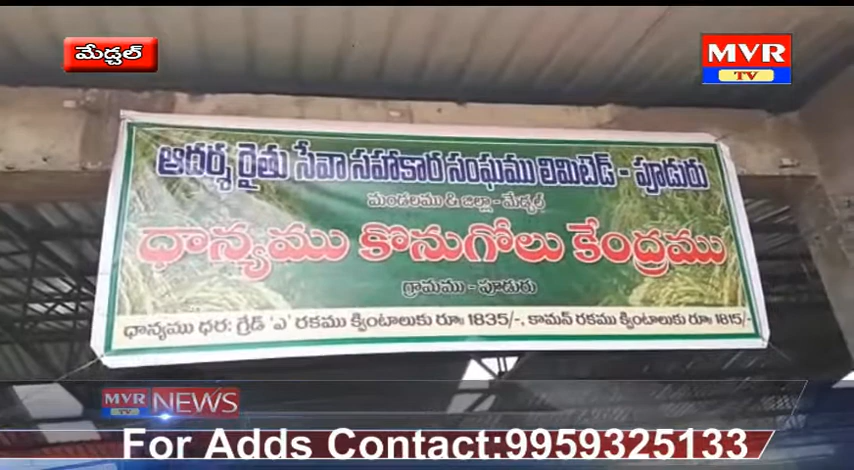 మేడ్చల్
MVR
TV
ఆదర్శ రైతు సేవా సహకార సంఘము లిమిటెడ్ - పూడురు
మండలము & జిల్లా - మేడ్చల్
ధాన్యము కొనుగోలు కేంద్రము
గ్రామము - పూడురు
ధాన్యము ధర: గ్రేడ్ 'ఎ' రకము క్వింటాలుకు రూ॥ 1835/-, కామన్ రకము క్వింటాలుకు రూ॥ 1815/-
MVR TV NEWS
For Adds Contact:9959325133